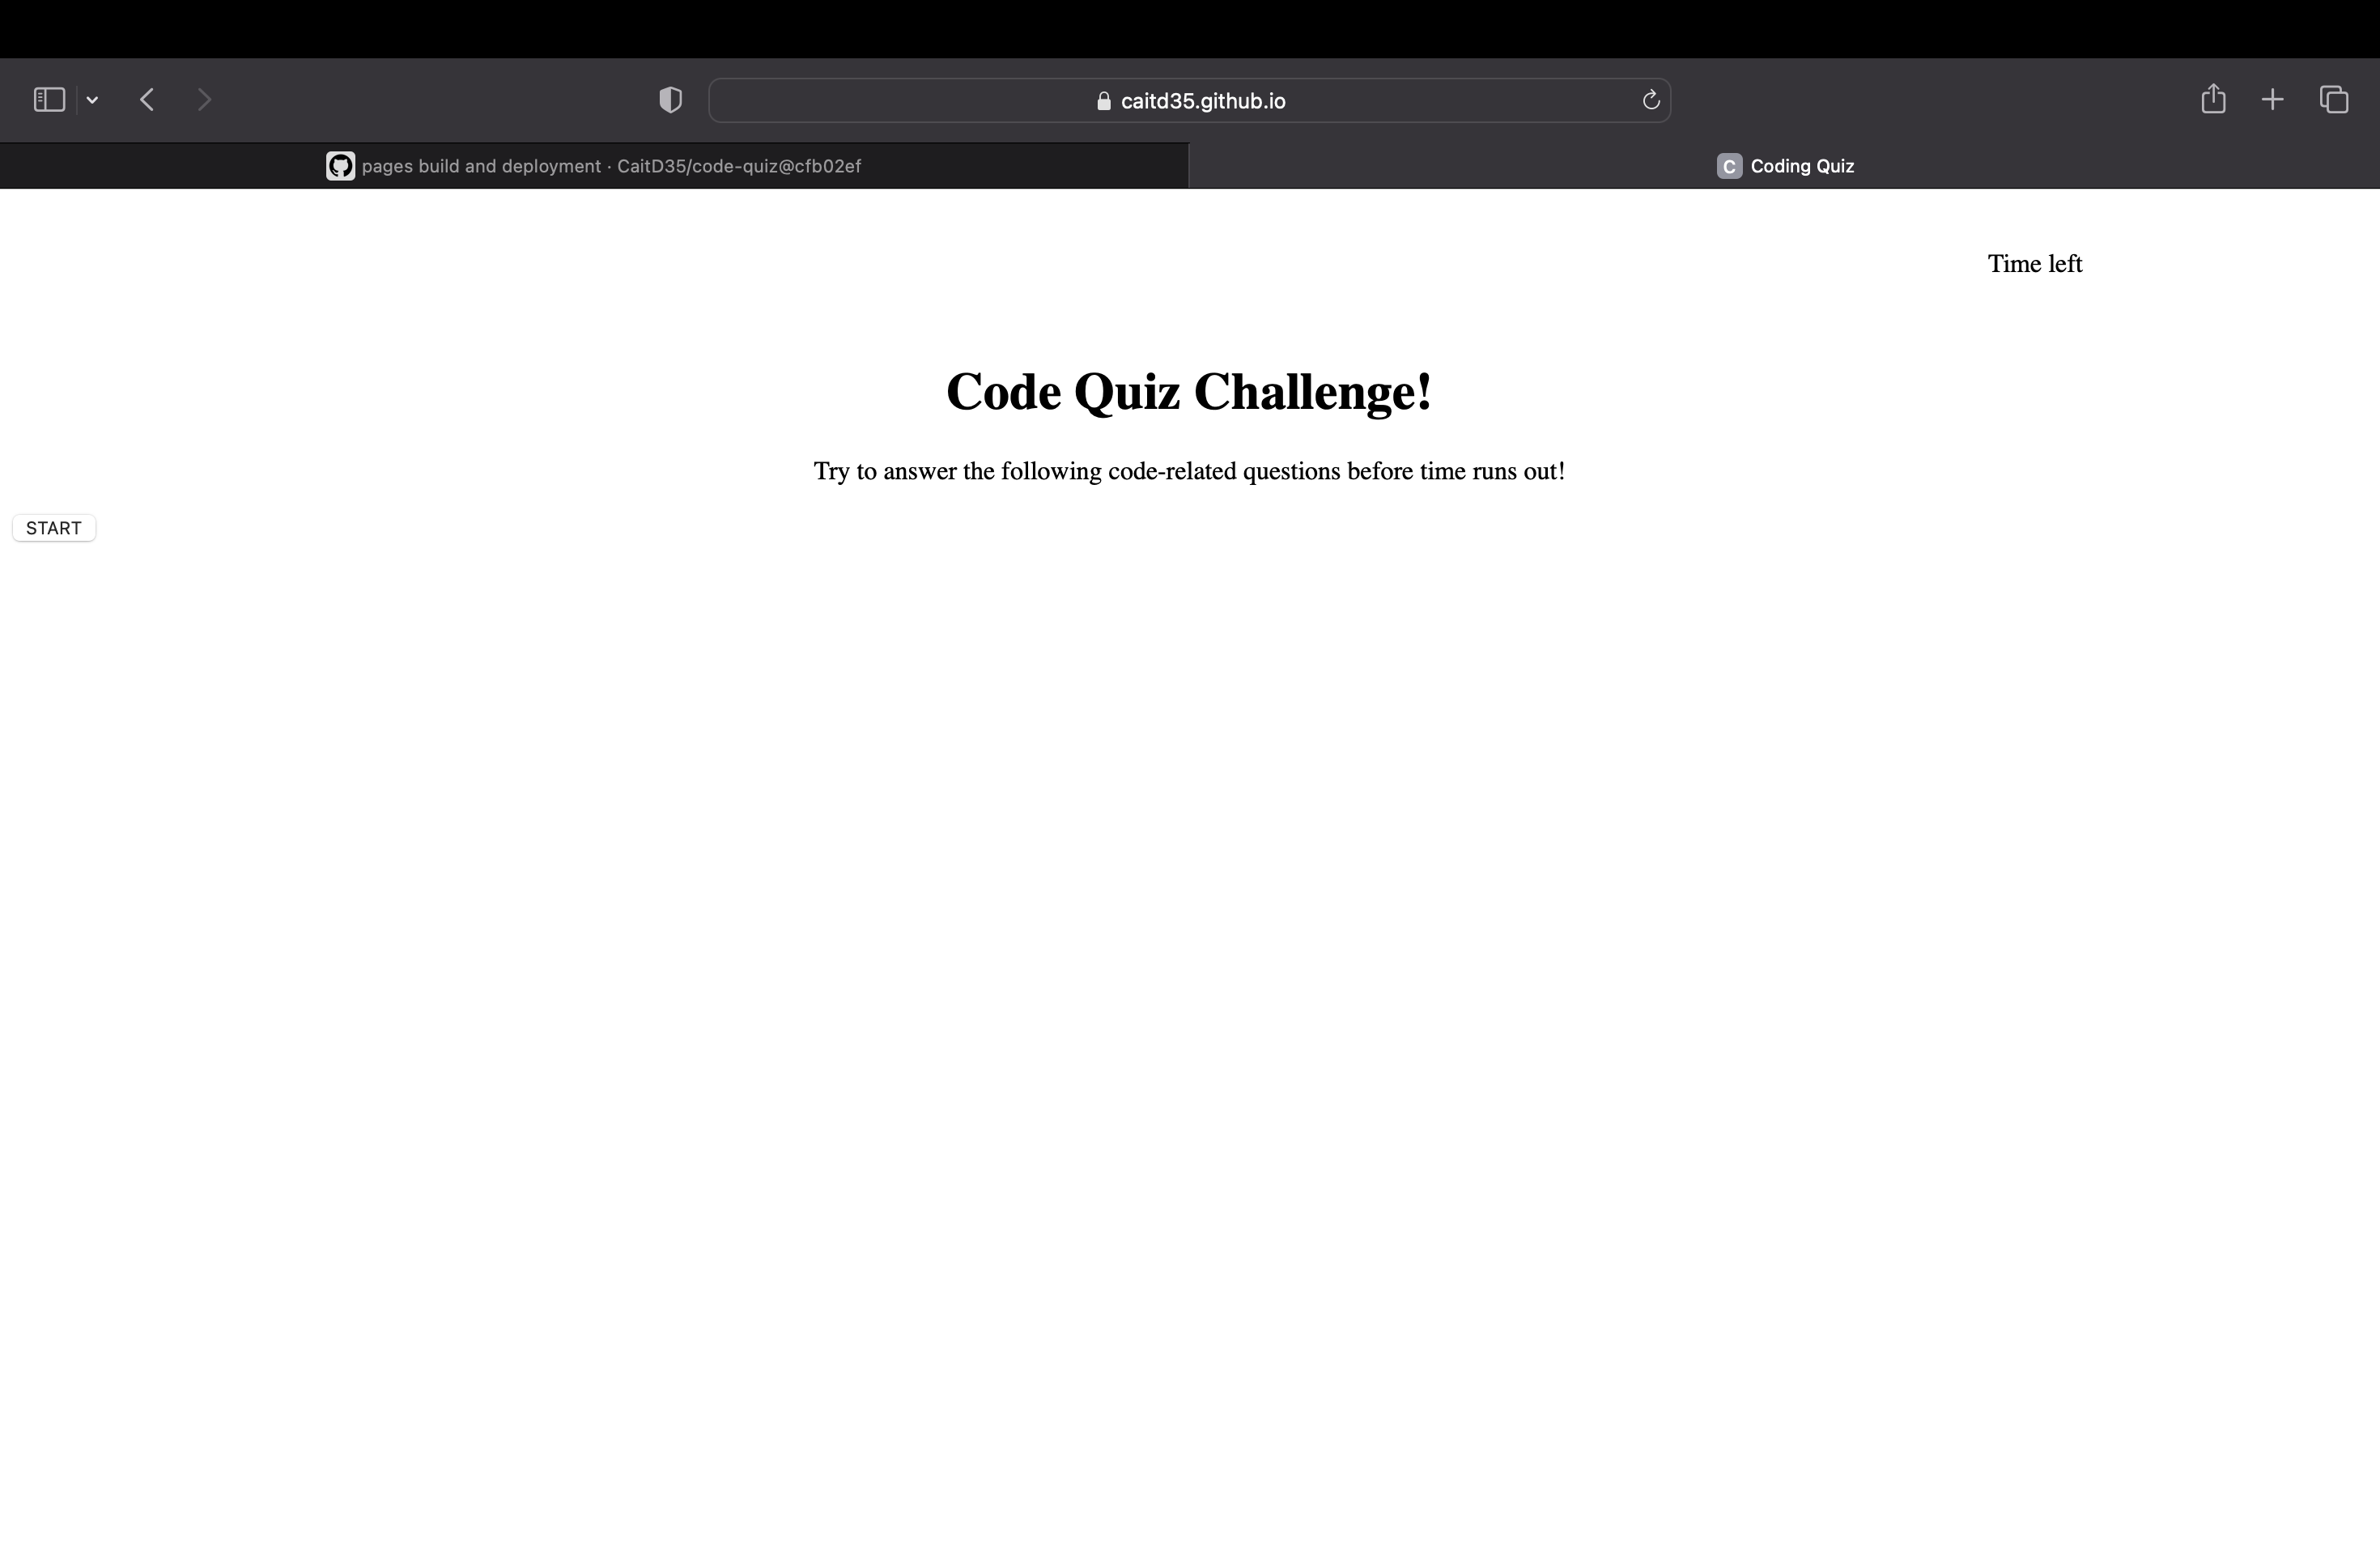 caitd35.github.io
pages build and deployment · CaitD35/code-quiz@cfb02ef
C Coding Quiz
Time left
Code Quiz Challenge!
Try to answer the following code-related questions before time runs out!
START